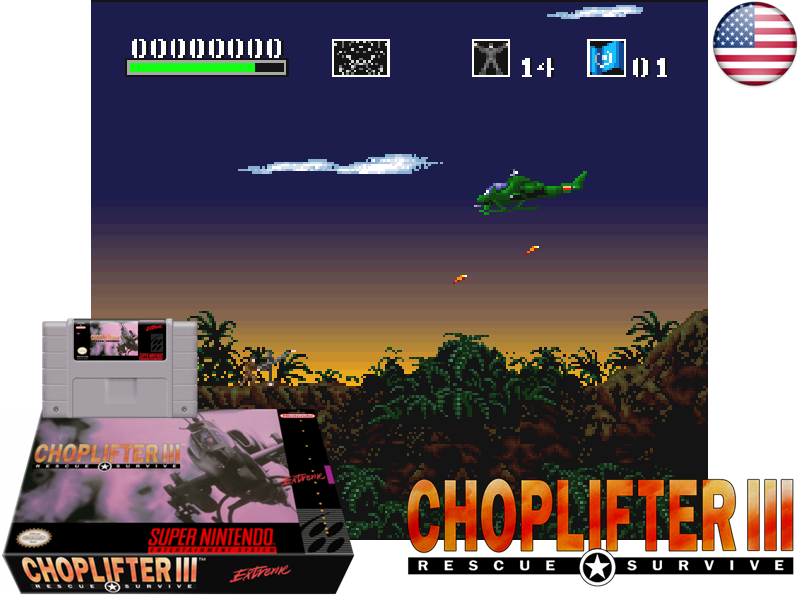 00000000
14
01
CHOPLIFTER III
RESCUE SURVIVE
Extreme
SUPER NINTENDO
ENTERTAINMENT SYSTEM
CHOPLIFTER III™
RESCUE SURVIVE
Extreme
CHOPLIFTER III
RESCUE SURVIVE